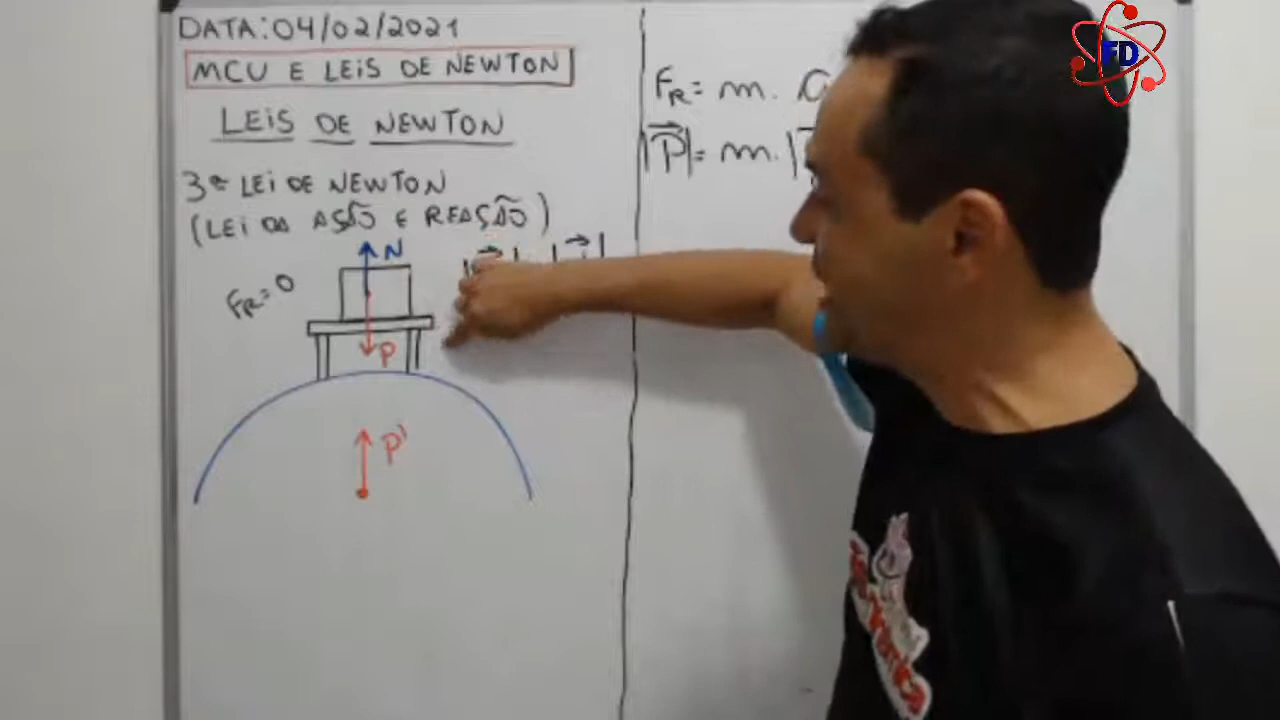 DATA:04/02/2021
MCU E LEIS DE NEWTON
LEIS DE NEWTON
3ª LEI DE NEWTON
(LEI DA AÇÃO E REAÇÃO)
N
FR=0
P
P'
FR= m.
|P|= m.
FD